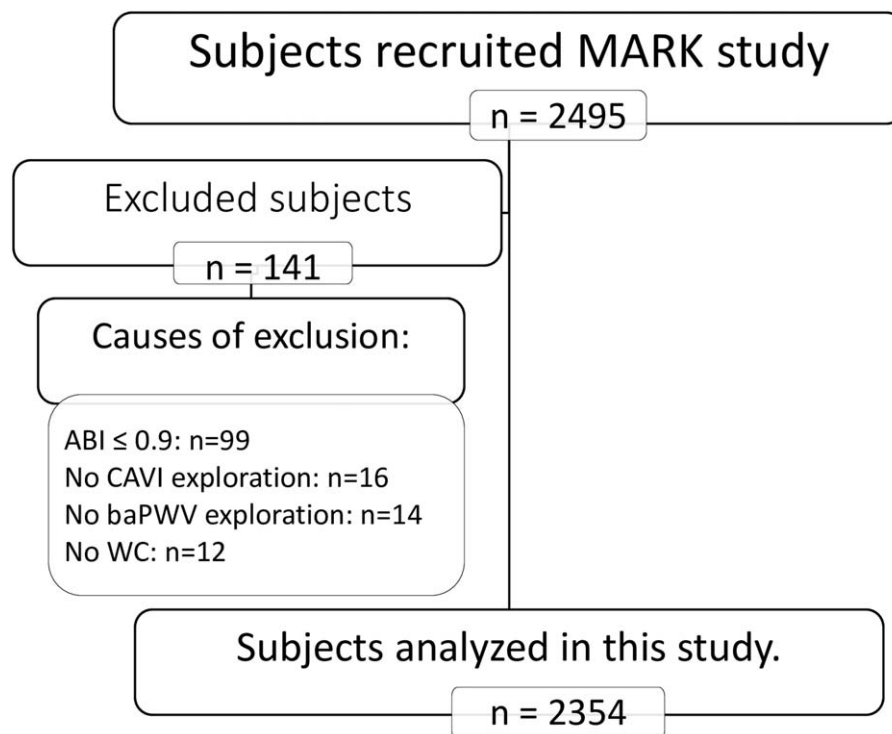 Subjects recruited MARK study
n = 2495
Excluded subjects
n = 141
Causes of exclusion:
ABI ≤ 0.9: n=99
No CAVI exploration: n=16
No baPWV exploration: n=14
No WC: n=12
Subjects analyzed in this study.
n = 2354